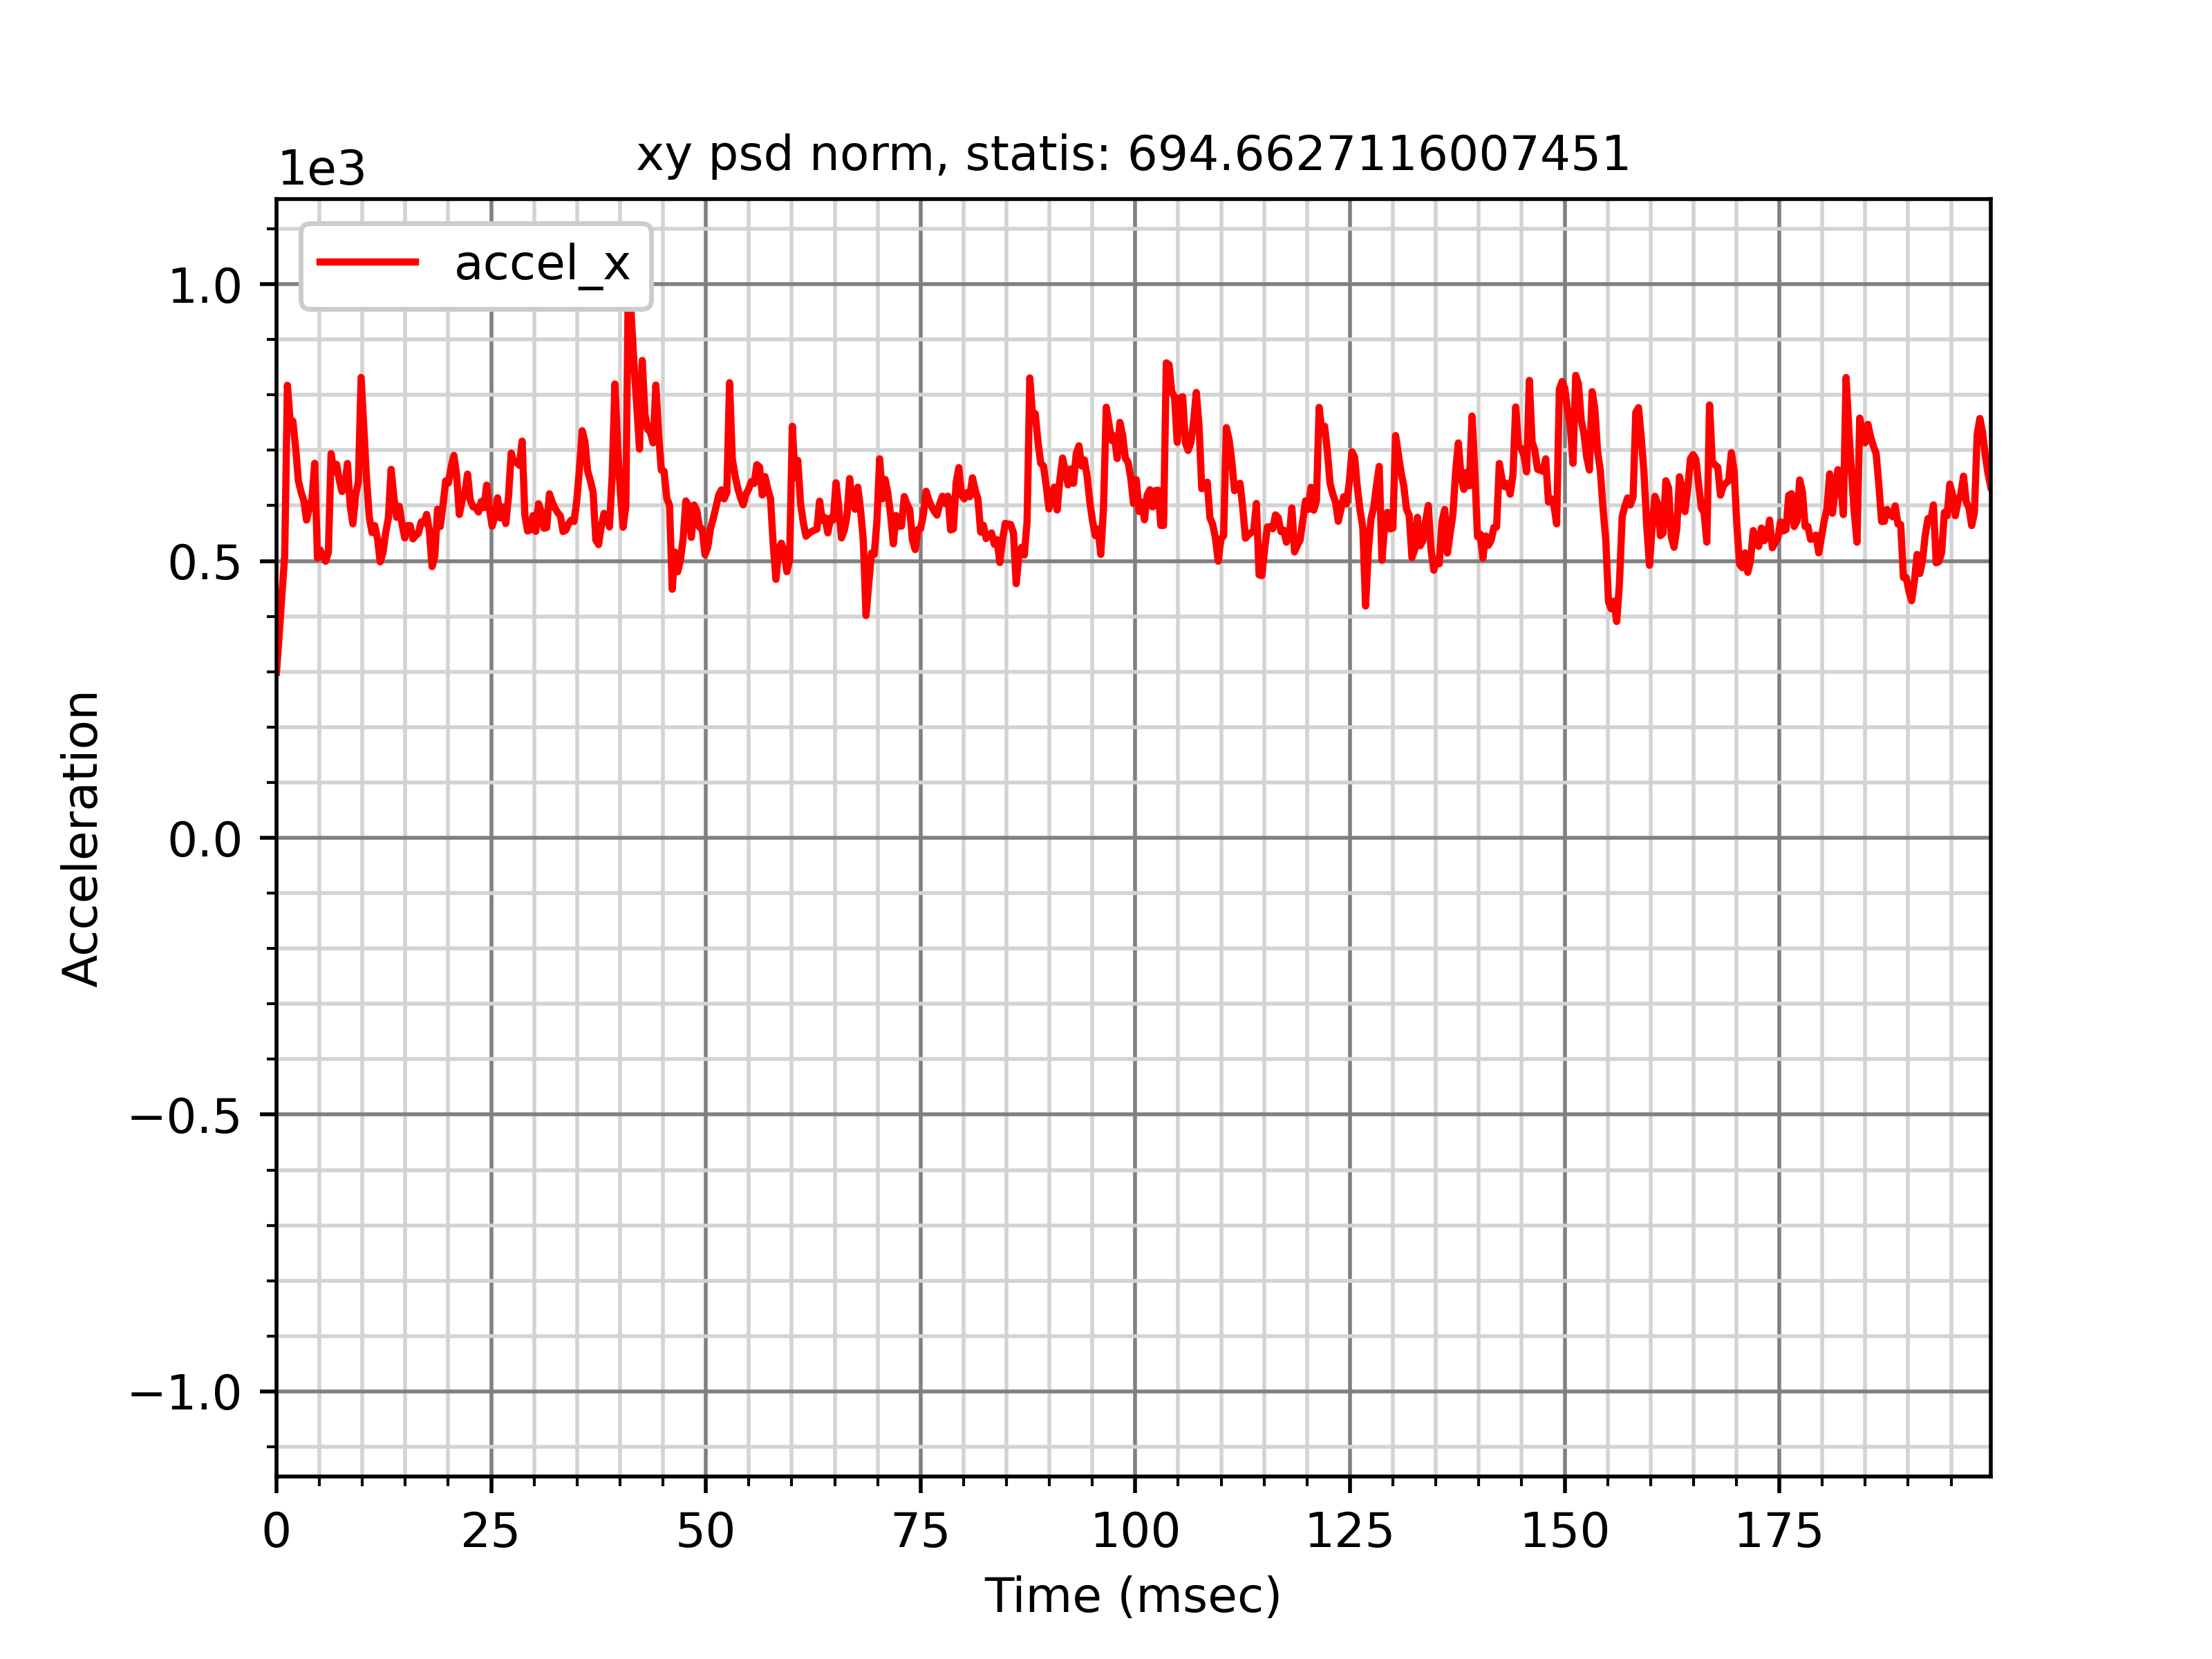 xy psd norm, statis: 694.6627116007451
1e3
accel_x
1.0
0.5
0.0
−0.5
−1.0
Acceleration
0 25 50 75 100 125 150 175
Time (msec)